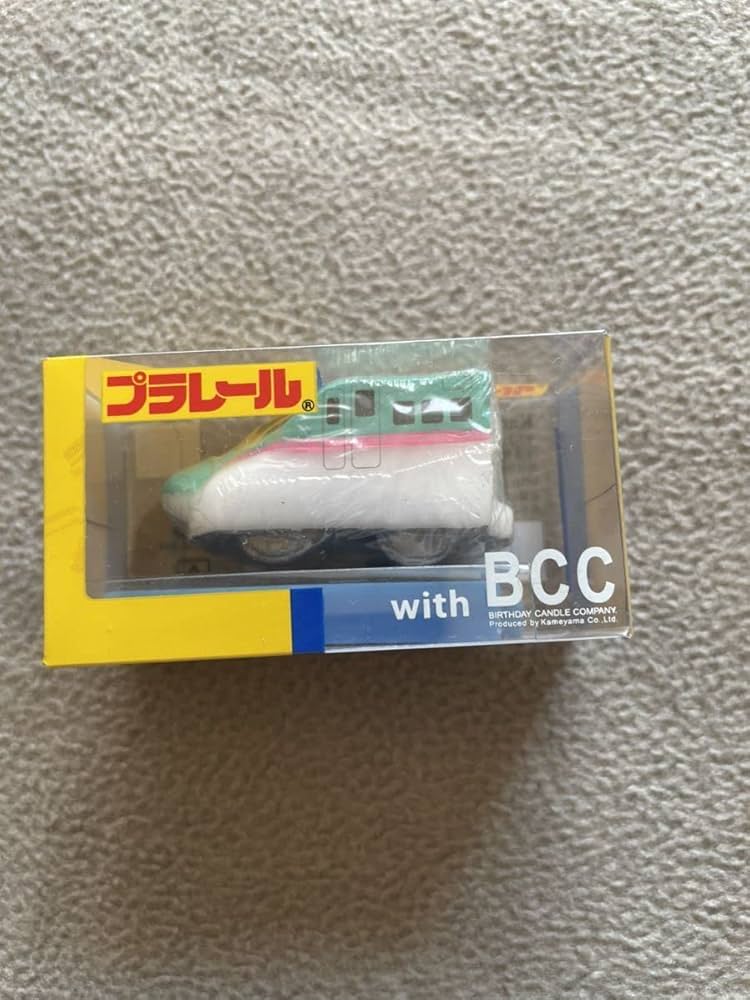 プラレール®
with BCC
BIRTHDAY CANDLE COMPANY.
Produced by Kameyama Co.,Ltd.